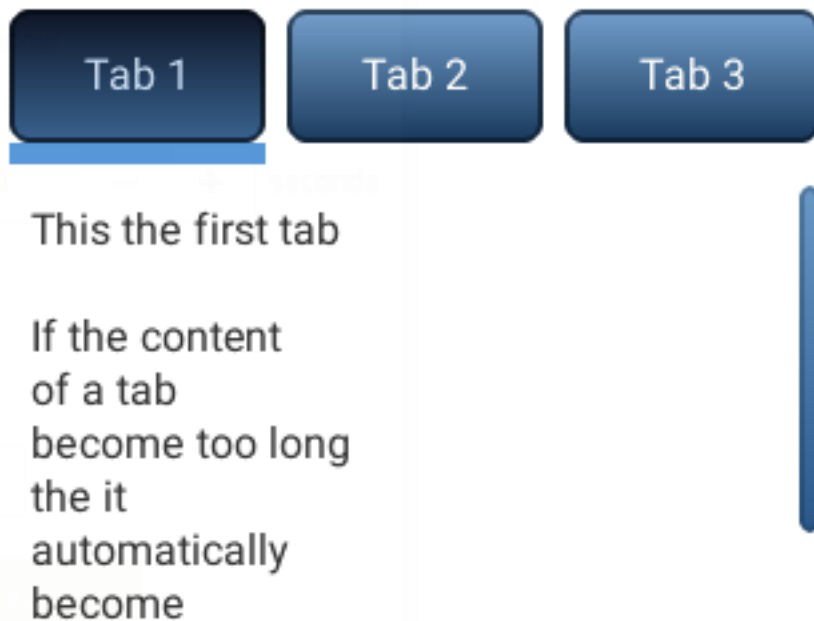 Tab 1 Tab 2 Tab 3
This the first tab
If the content
of a tab
become too long
the it
automatically
become